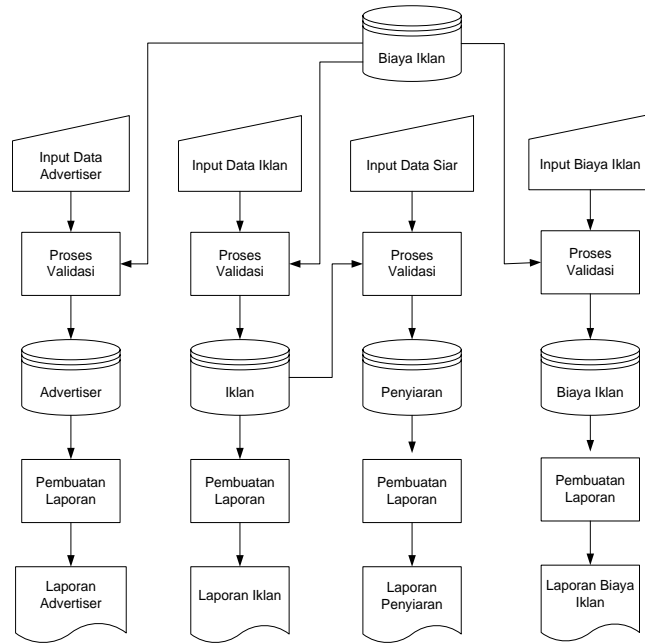 Biaya Iklan
Input Data
Advertiser
Input Data Iklan
Input Data Siar
Input Biaya Iklan
Proses
Validasi
Proses
Validasi
Proses
Validasi
Proses
Validasi
Advertiser
Iklan
Penyiaran
Biaya Iklan
Pembuatan
Laporan
Pembuatan
Laporan
Pembuatan
Laporan
Pembuatan
Laporan
Laporan
Advertiser
Laporan Iklan
Laporan
Penyiaran
Laporan Biaya
Iklan